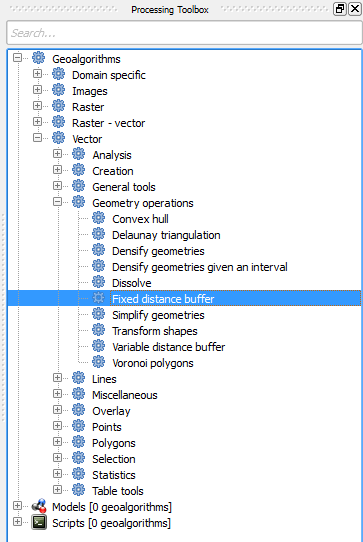 Processing Toolbox
Search...
Geoalgorithms
Domain specific
Images
Raster
Raster - vector
Vector
Analysis
Creation
General tools
Geometry operations
Convex hull
Delaunay triangulation
Densify geometries
Densify geometries given an interval
Dissolve
Fixed distance buffer
Simplify geometries
Transform shapes
Variable distance buffer
Voronoi polygons
Lines
Miscellaneous
Overlay
Points
Polygons
Selection
Statistics
Table tools
Models [0 geoalgorithms]
Scripts [0 geoalgorithms]